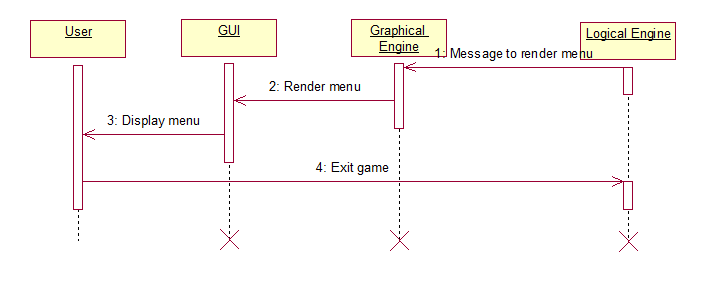 User
GUI
Graphical
Engine
Logical Engine
1: Message to render menu
2: Render menu
3: Display menu
4: Exit game